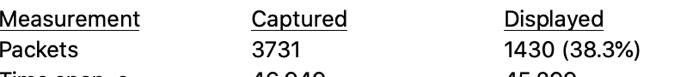 Measurement Captured Displayed
Packets 3731 1430 (38.3%)